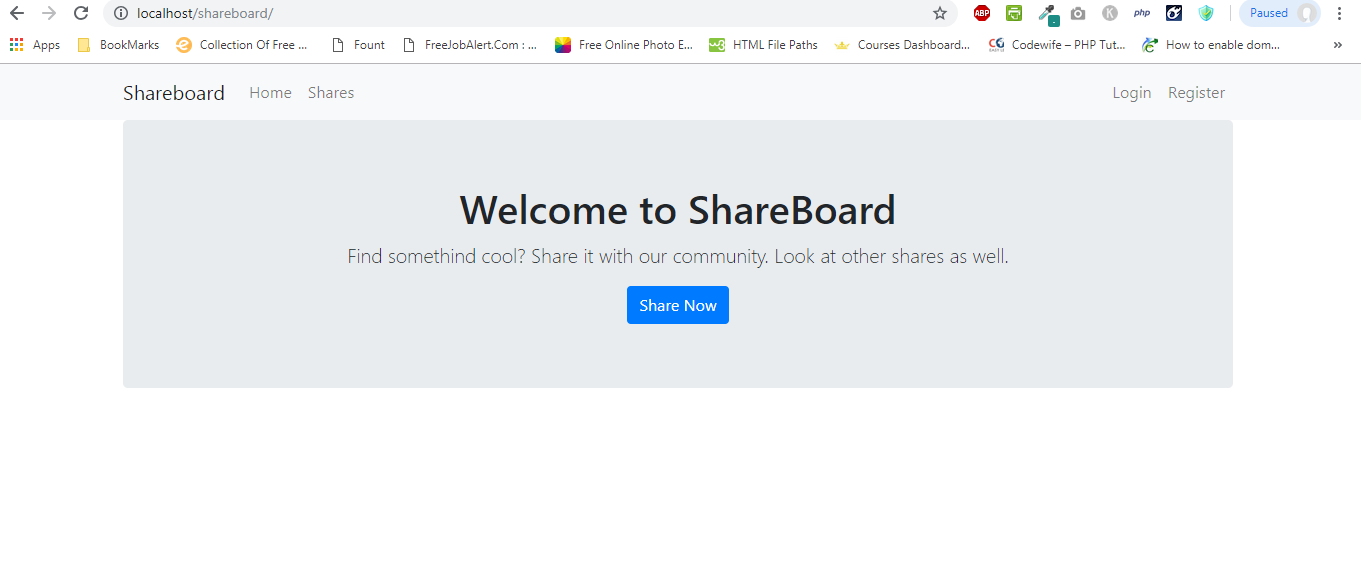 localhost/shareboard/
ABP
php
Paused
Apps BookMarks Collection Of Free ... Fount FreeJobAlert.Com : ... Free Online Photo E... HTML File Paths Courses Dashboard... Codewife – PHP Tut... How to enable dom... »
Shareboard Home Shares Login Register
Welcome to ShareBoard
Find somethind cool? Share it with our community. Look at other shares as well.
Share Now